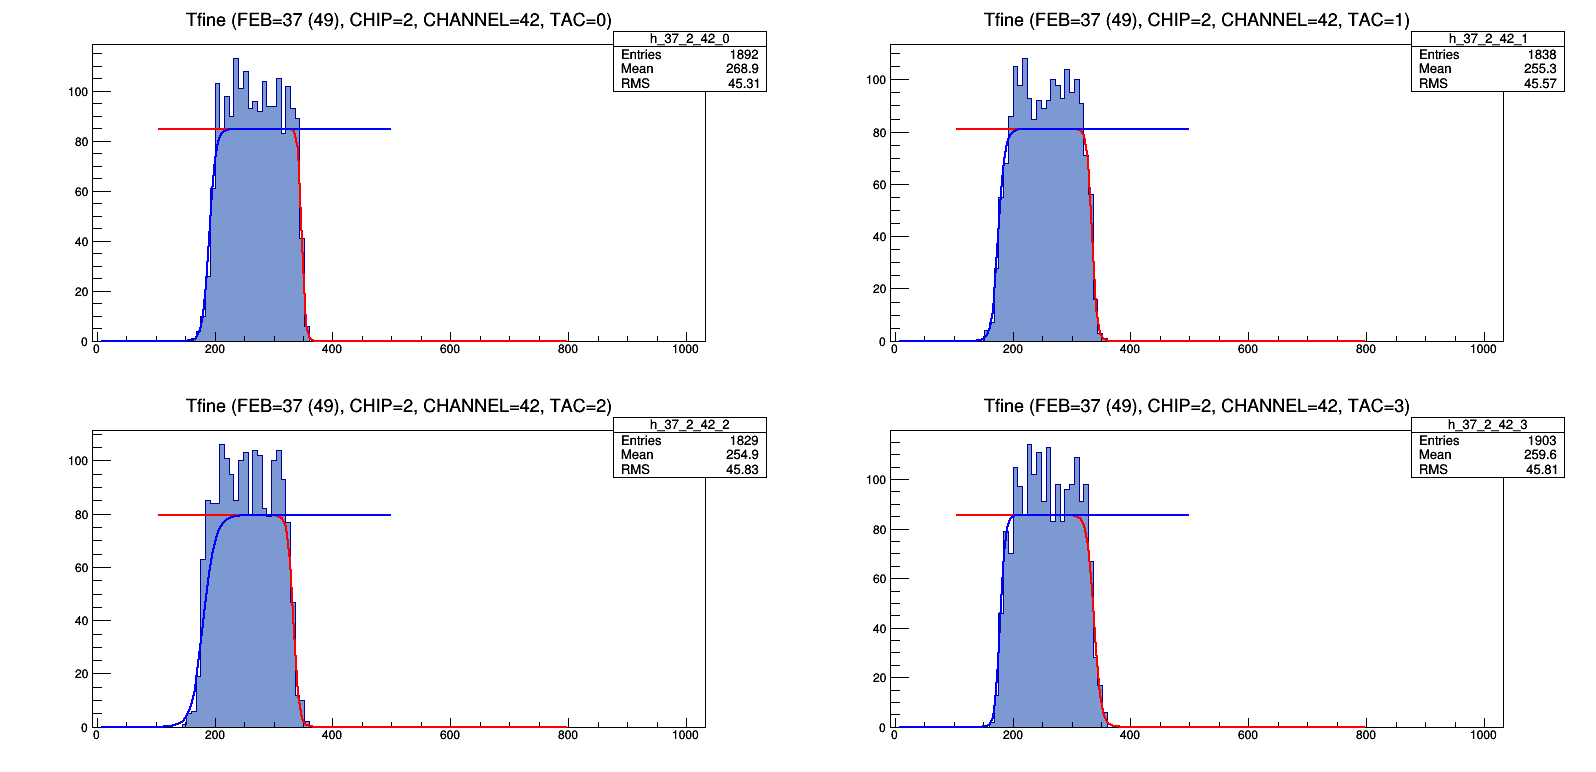 Tfine (FEB=37 (49), CHIP=2, CHANNEL=42, TAC=0)
h_37_2_42_0
Entries 1892
Mean 268.9
RMS 45.31
100
80
60
40
20
0
0 200 400 600 800 1000
Tfine (FEB=37 (49), CHIP=2, CHANNEL=42, TAC=1)
h_37_2_42_1
Entries 1838
Mean 255.3
RMS 45.57
100
80
60
40
20
0
0 200 400 600 800 1000
Tfine (FEB=37 (49), CHIP=2, CHANNEL=42, TAC=2)
h_37_2_42_2
Entries 1829
Mean 254.9
RMS 45.83
100
80
60
40
20
0
0 200 400 600 800 1000
Tfine (FEB=37 (49), CHIP=2, CHANNEL=42, TAC=3)
h_37_2_42_3
Entries 1903
Mean 259.6
RMS 45.81
100
80
60
40
20
0
0 200 400 600 800 1000